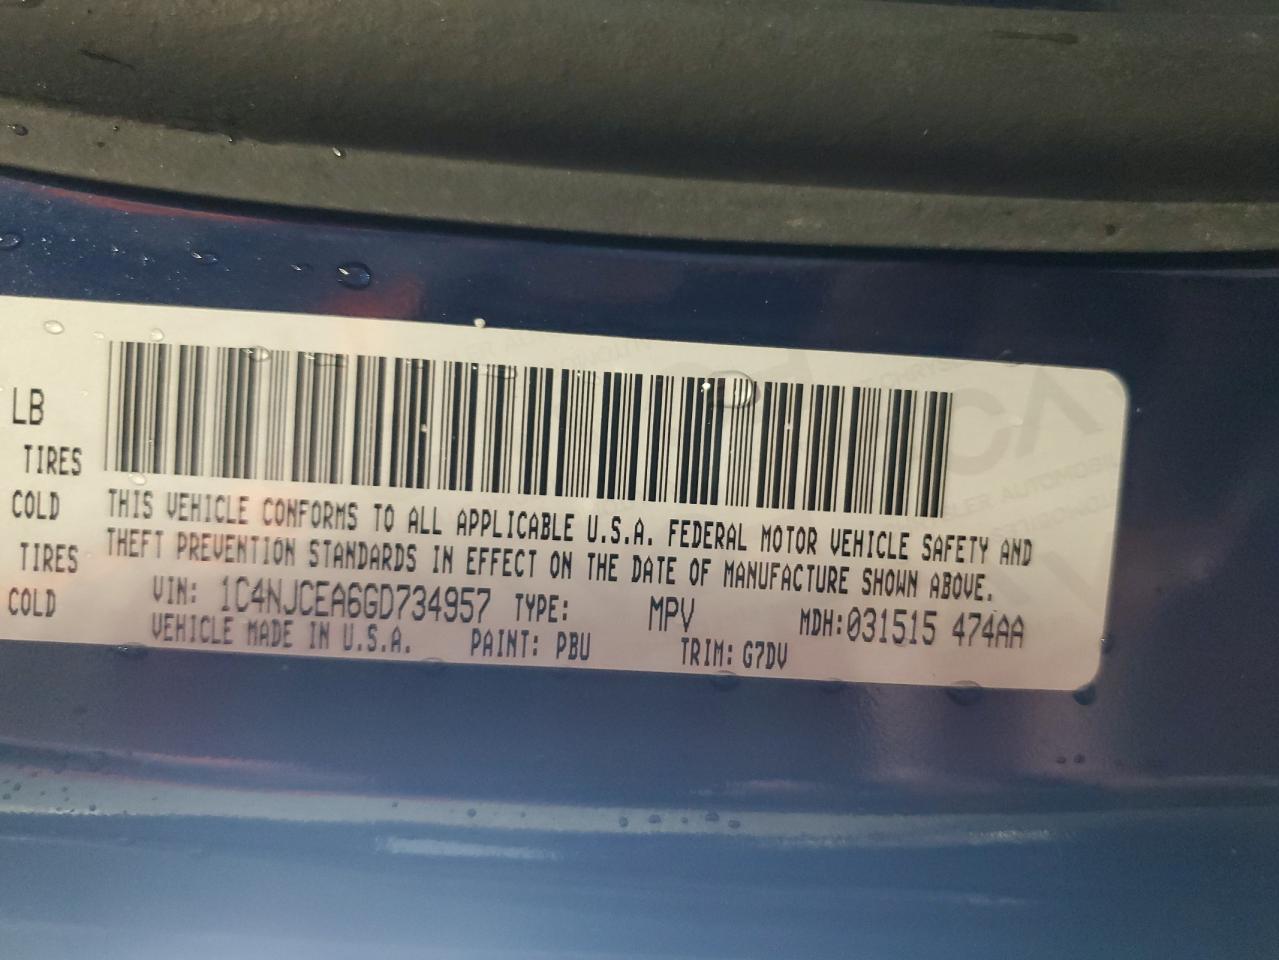 LB
TIRES
COLD
TIRES
COLD
THIS VEHICLE CONFORMS TO ALL APPLICABLE U.S.A. FEDERAL MOTOR VEHICLE SAFETY AND
THEFT PREVENTION STANDARDS IN EFFECT ON THE DATE OF MANUFACTURE SHOWN ABOVE.
VIN: 1C4NJCEA6GD734957 TYPE: MPV MDH:031515 474AA
VEHICLE MADE IN U.S.A. PAINT: PBU TRIM: G7DV